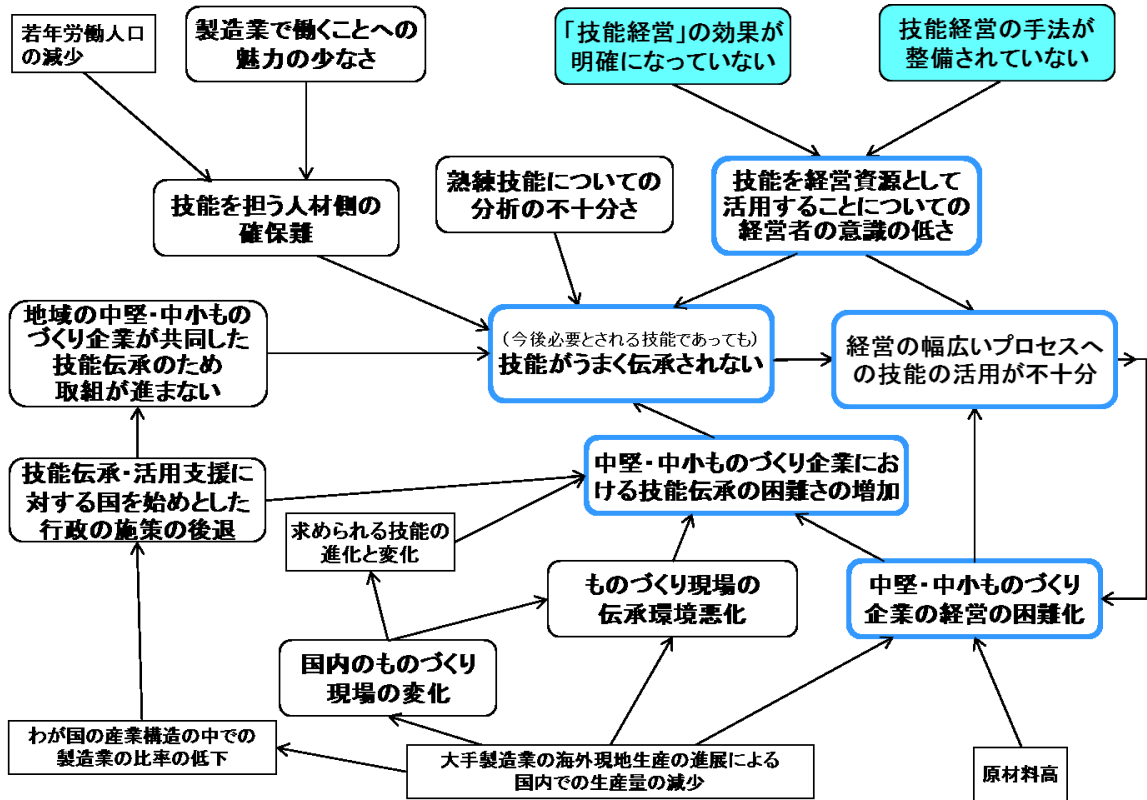 若年労働人口
の減少
製造業で働くことへの
魅力の少なさ
「技能経営」の効果が
明確になっていない
技能経営の手法が
整備されていない
技能を担う人材側の
確保難
熟練技能についての
分析の不十分さ
技能を経営資源として
活用することについての
経営者の意識の低さ
地域の中堅・中小もの
づくり企業が共同した
技能伝承のため
取組が進まない
(今後必要とされる技能であっても)
技能がうまく伝承されない
経営の幅広いプロセスへ
の技能の活用が不十分
技能伝承・活用支援に
対する国を始めとした
行政の施策の後退
中堅・中小ものづくり企業にお
ける技能伝承の困難さの増加
求められる技能の
進化と変化
ものづくり現場の
伝承環境悪化
中堅・中小ものづくり
企業の経営の困難化
国内のものづくり
現場の変化
わが国の産業構造の中での
製造業の比率の低下
大手製造業の海外現地生産の進展による
国内での生産量の減少
原材料高